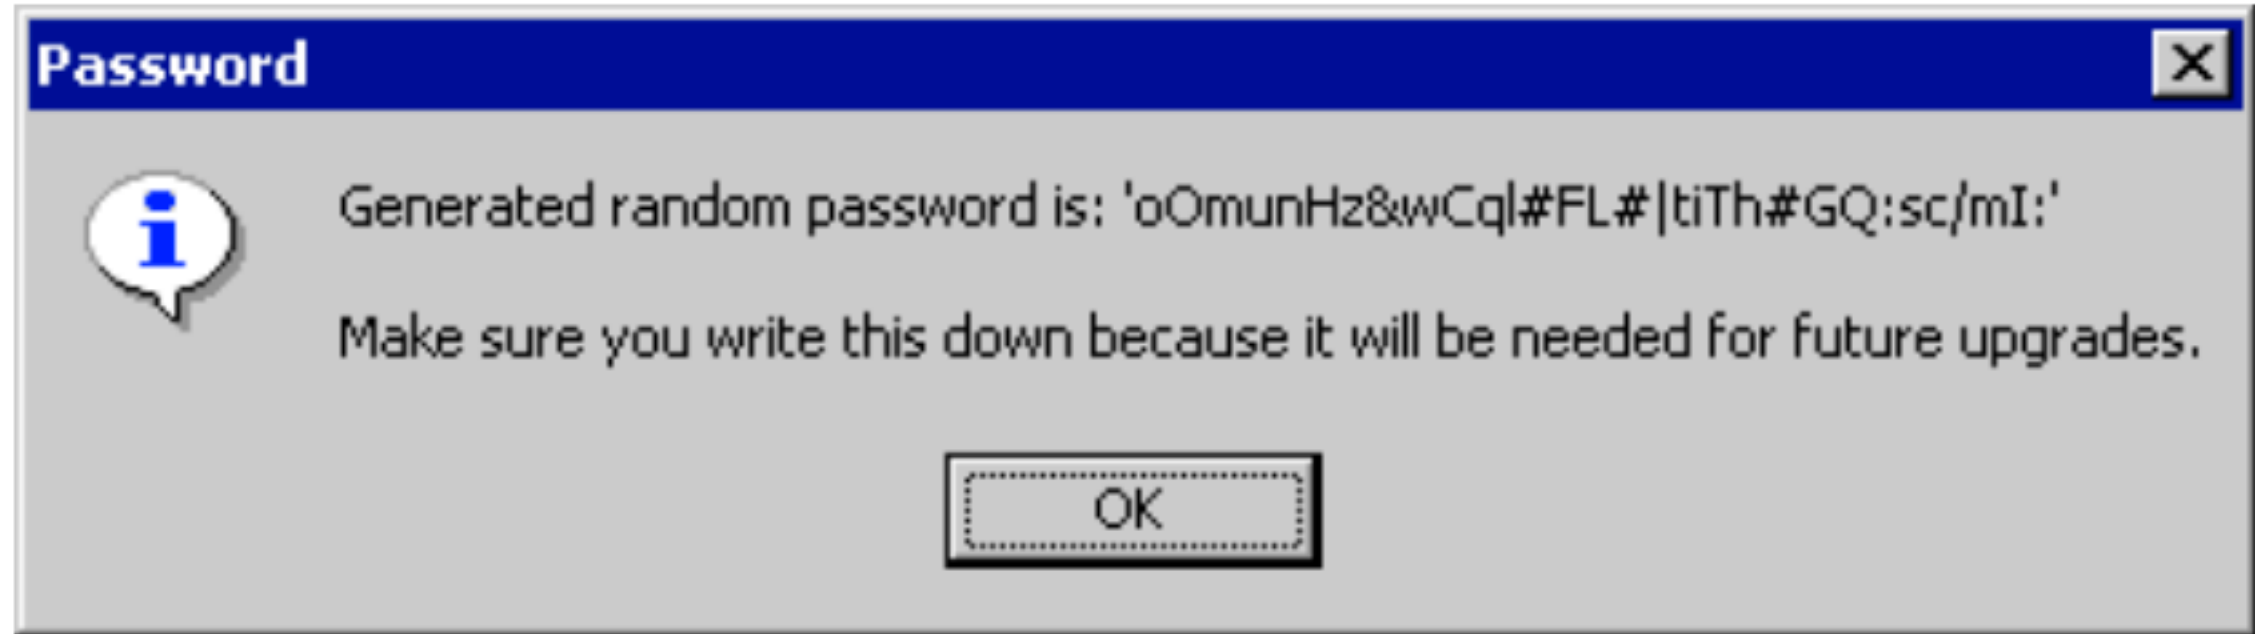 Password
Generated random password is: 'oOmunHz&wCql#FL#|tiTh#GQ:sc/mI:'
Make sure you write this down because it will be needed for future upgrades.
OK